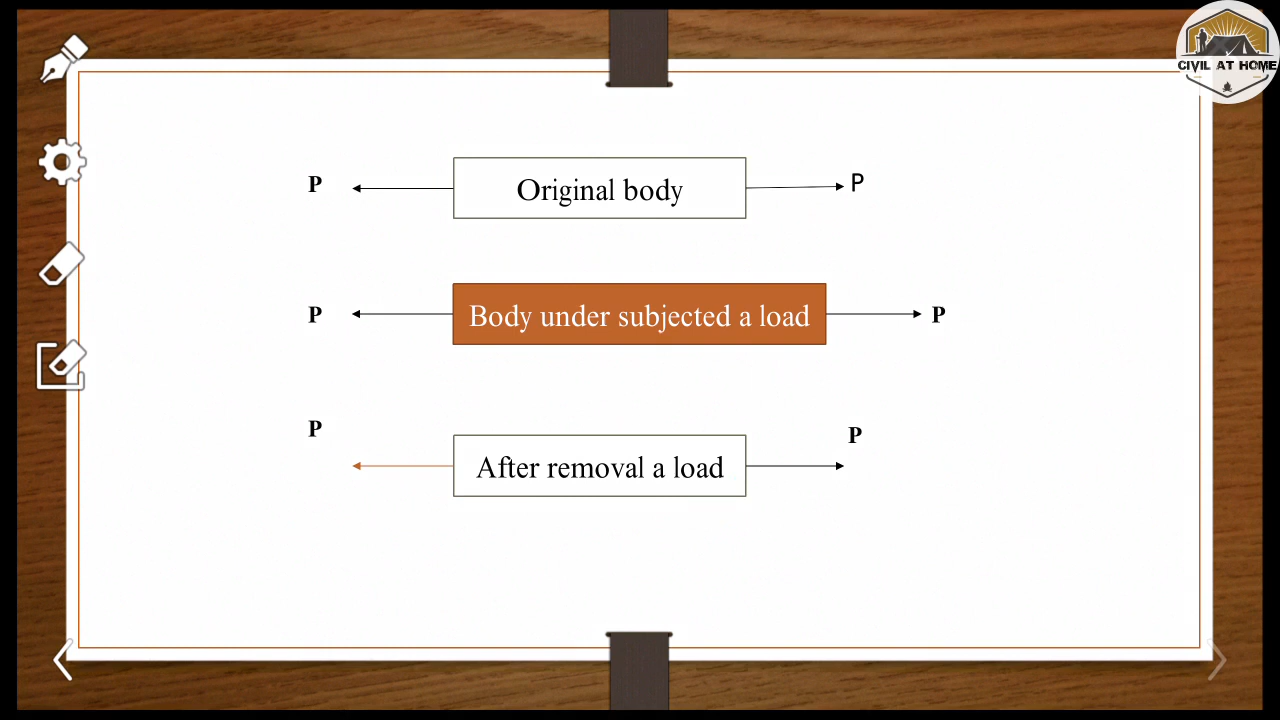 CIVIL AT HOME
P Original body P
P Body under subjected a load P
P After removal a load P